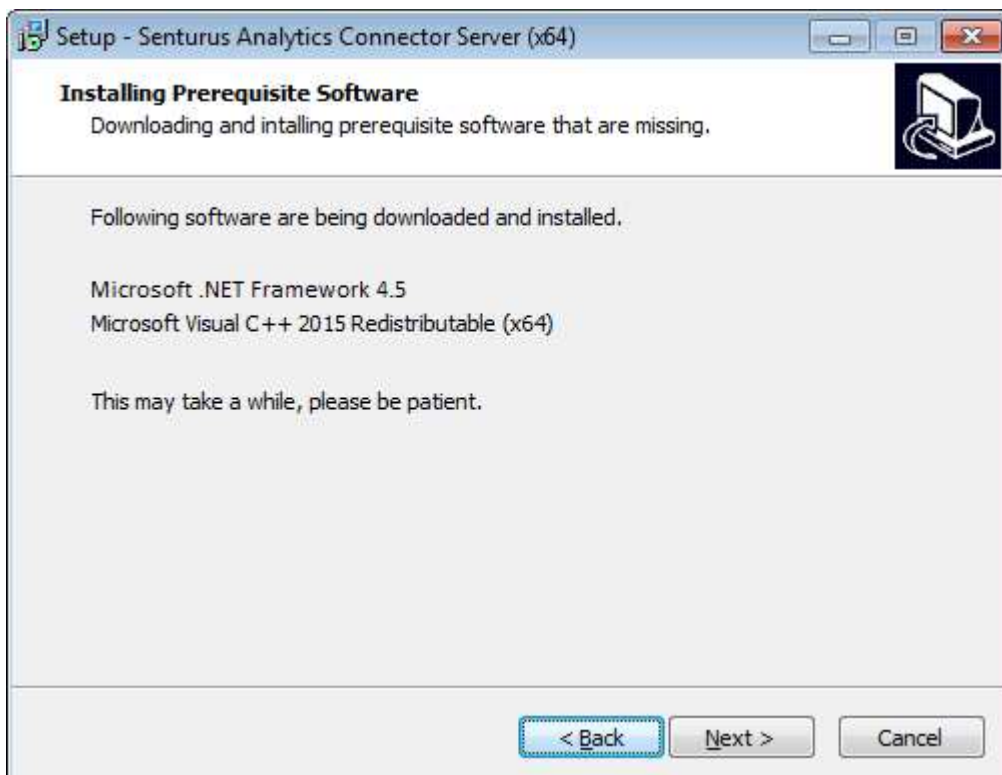 Setup - Senturus Analytics Connector Server (x64)
Installing Prerequisite Software
Downloading and intalling prerequisite software that are missing.
Following software are being downloaded and installed.
Microsoft .NET Framework 4.5
Microsoft Visual C++ 2015 Redistributable (x64)
This may take a while, please be patient.
< Back Next > Cancel